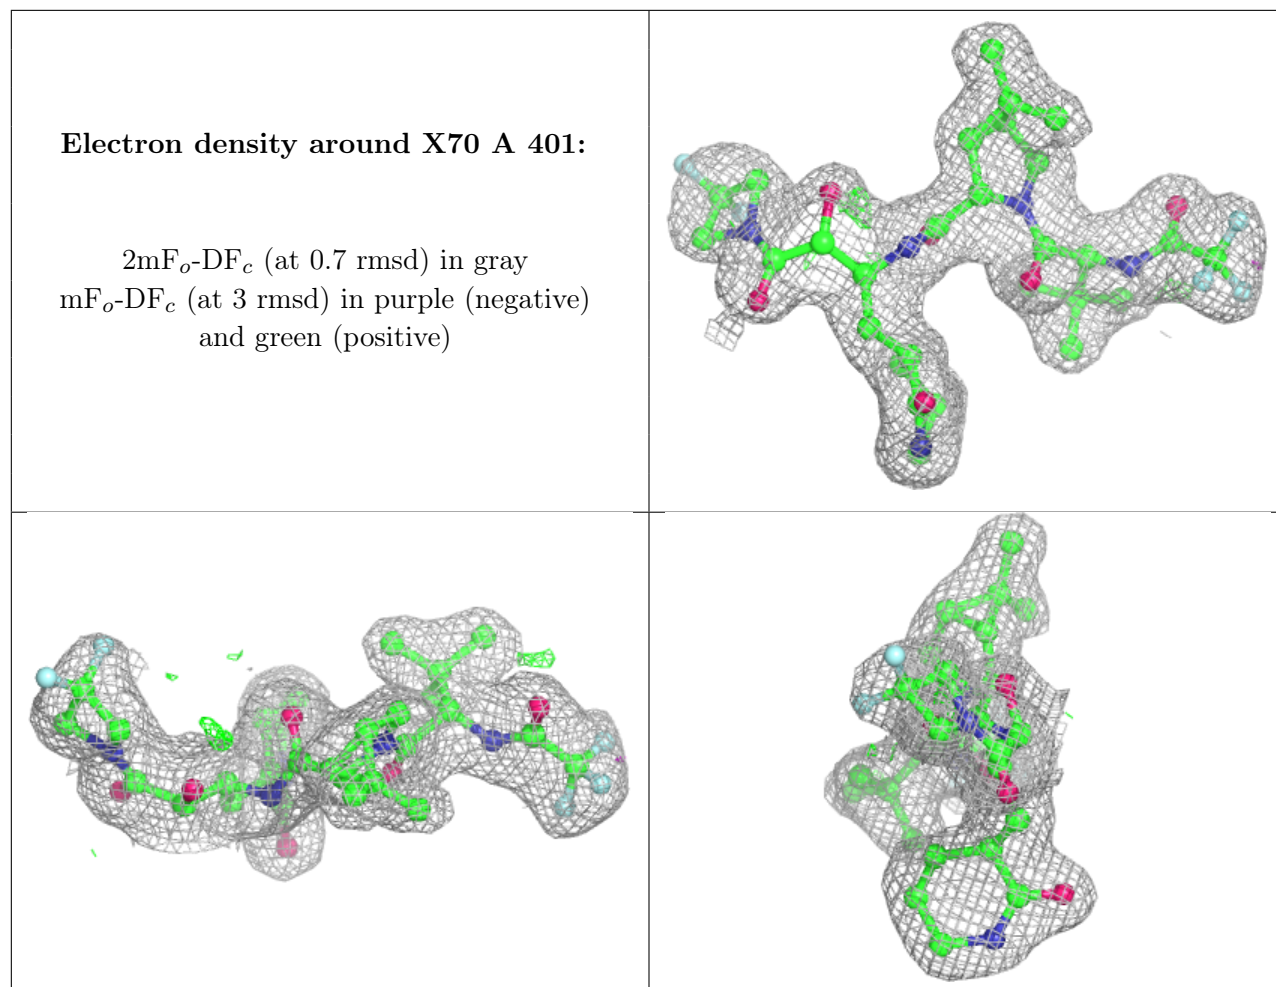 Electron density around X70 A 401:
2mFo-DFc (at 0.7 rmsd) in gray
mFo-DFc (at 3 rmsd) in purple (negative)
and green (positive)